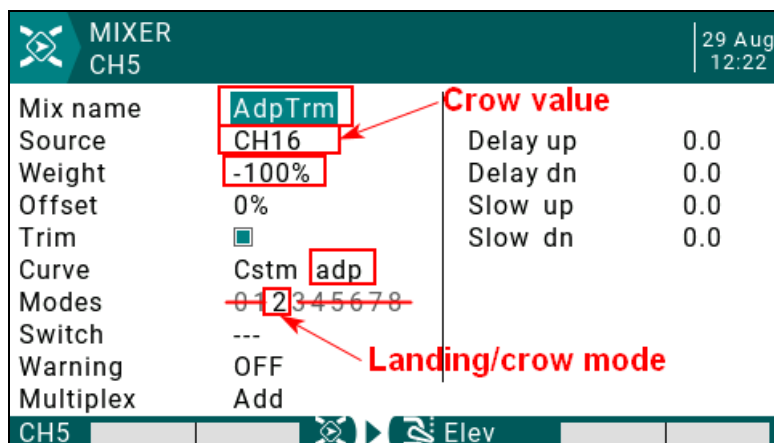 MIXER
CH5
29 Aug
12:22
Crow value
Mix name AdpTrm
Source CH16 Delay up 0.0
Weight -100% Delay dn 0.0
Offset 0% Slow up 0.0
Trim Slow dn 0.0
Curve Cstm adp
Modes 012345678
Switch ---
Landing/crow mode
Warning OFF
Multiplex Add
CH5 Elev